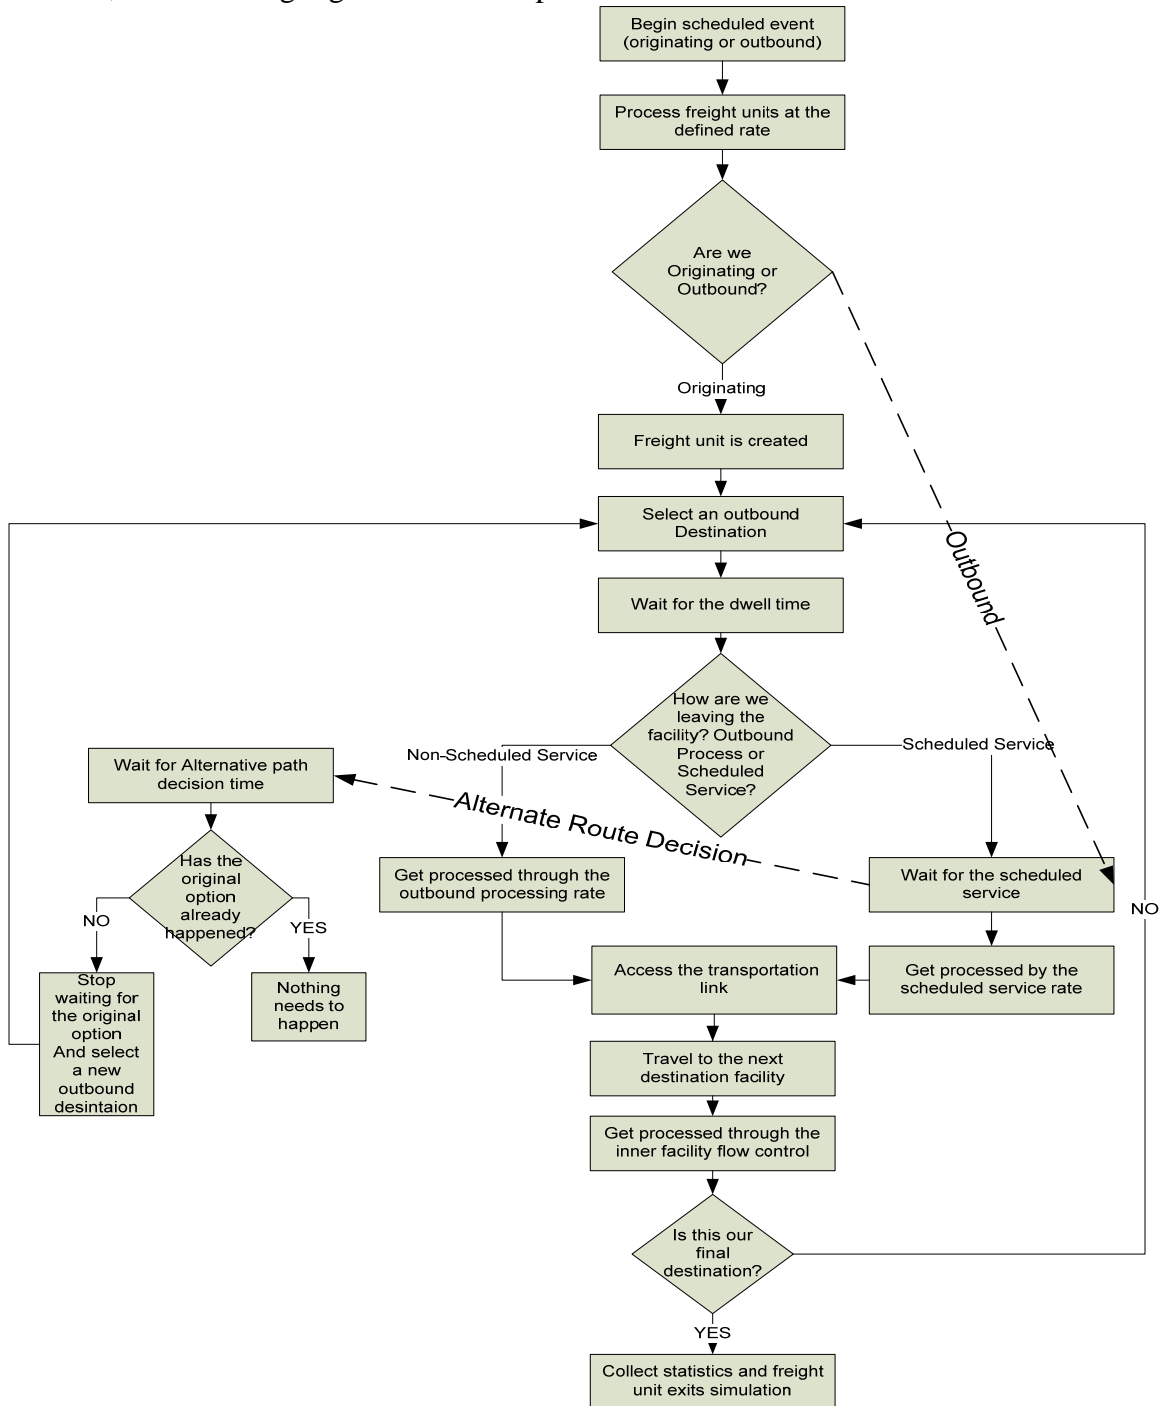 Begin scheduled event
(originating or outbound)
Process freight units at the
defined rate
Are we
Originating or
Outbound?
Originating
Freight unit is created
Select an outbound
Destination
Outbound
Wait for the dwell time
How are we
leaving the
facility? Outbound
Process or
Scheduled
Service?
Non-Scheduled Service
Scheduled Service
Wait for Alternative path
decision time
Alternate Route Decision
Has the
original
option
already
happened?
Get processed through the
outbound processing rate
Wait for the scheduled
service
NO
YES
NO
Stop
waiting for
the original
option
And select
a new
outbound
desintaion
Nothing
needs to
happen
Access the transportation
link
Get processed by the
scheduled service rate
Travel to the next
destination facility
Get processed through the
inner facility flow control
Is this our
final
destination?
YES
Collect statistics and freight
unit exits simulation